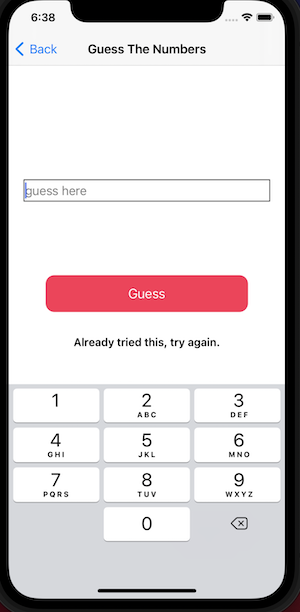 6:38
Back
Guess The Numbers
guess here
Guess
Already tried this, try again.
1
2
ABC
3
DEF
4
GHI
5
JKL
6
MNO
7
PQRS
8
TUV
9
WXYZ
0